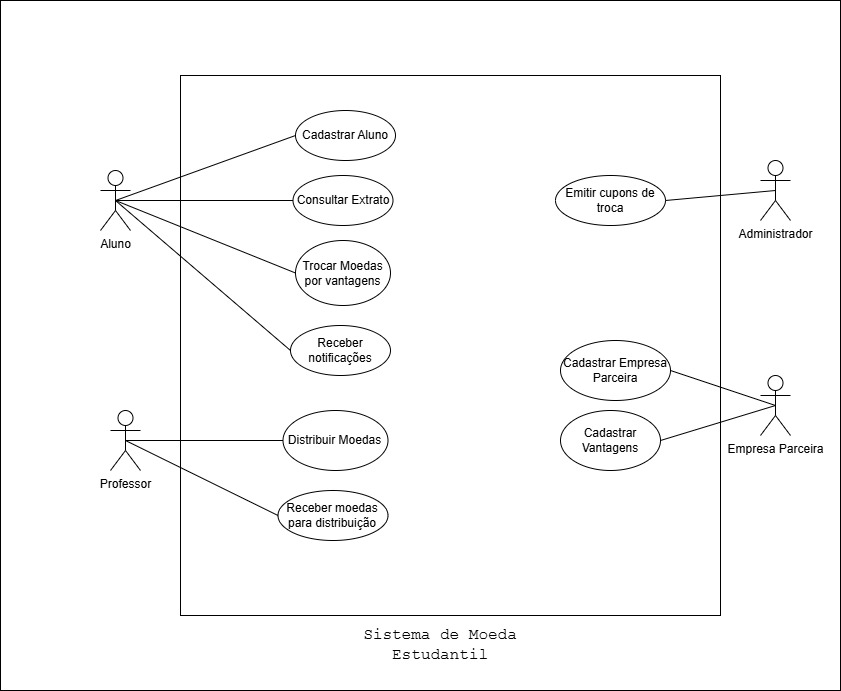 Cadastrar Aluno
Consultar Extrato
Trocar Moedas
por vantagens
Receber
notificações
Aluno
Distribuir Moedas
Receber moedas
para distribuição
Professor
Emitir cupons de
troca
Administrador
Cadastrar Empresa
Parceira
Cadastrar
Vantagens
Empresa Parceira
Sistema de Moeda
Estudantil